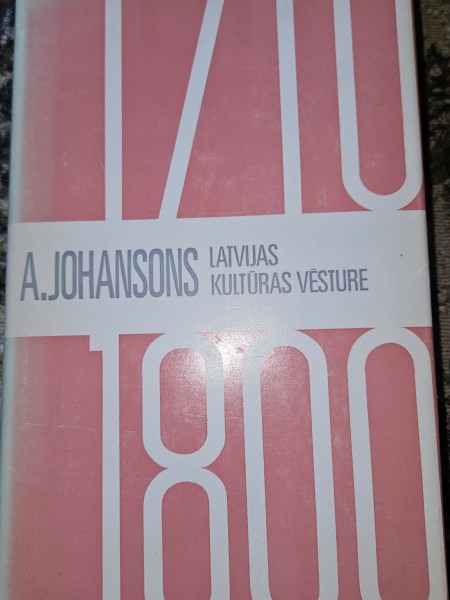 1710
A.JOHANSONS
LATVIJAS
KULTŪRAS VĒSTURE
1800